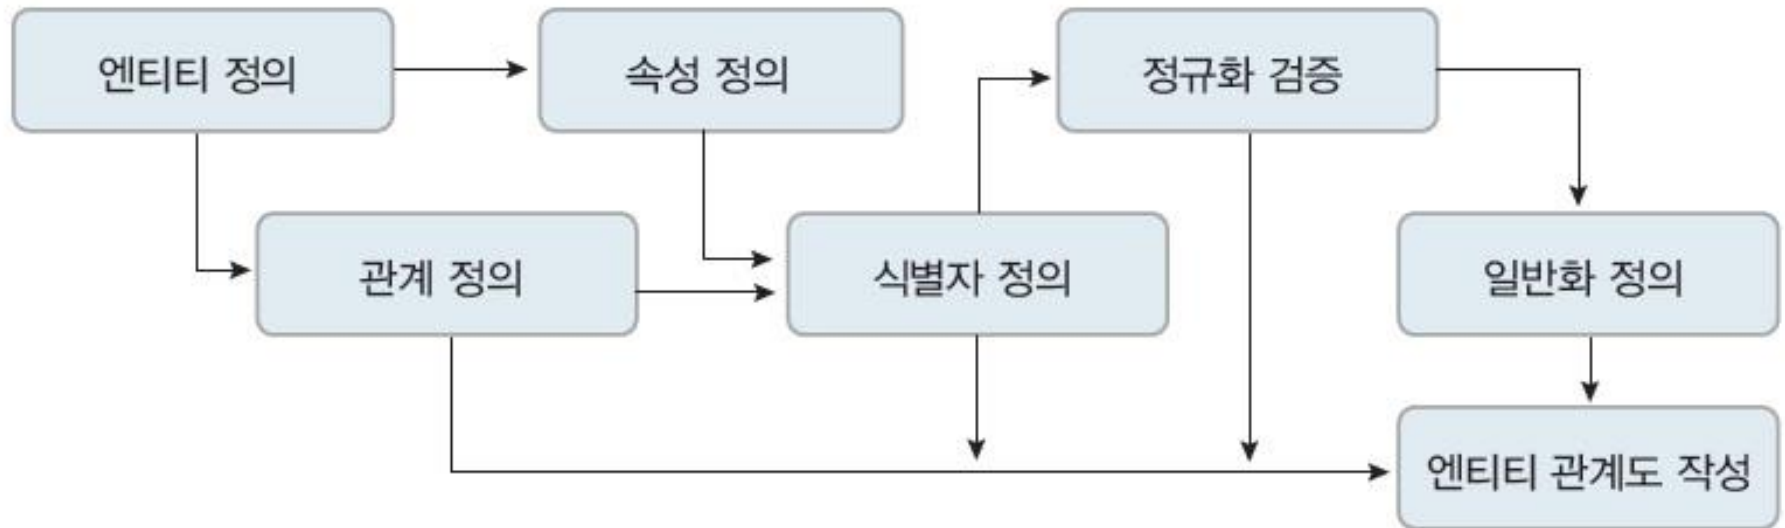 엔티티 정의
속성 정의
정규화 검증
관계 정의
식별자 정의
일반화 정의
엔티티 관계도 작성